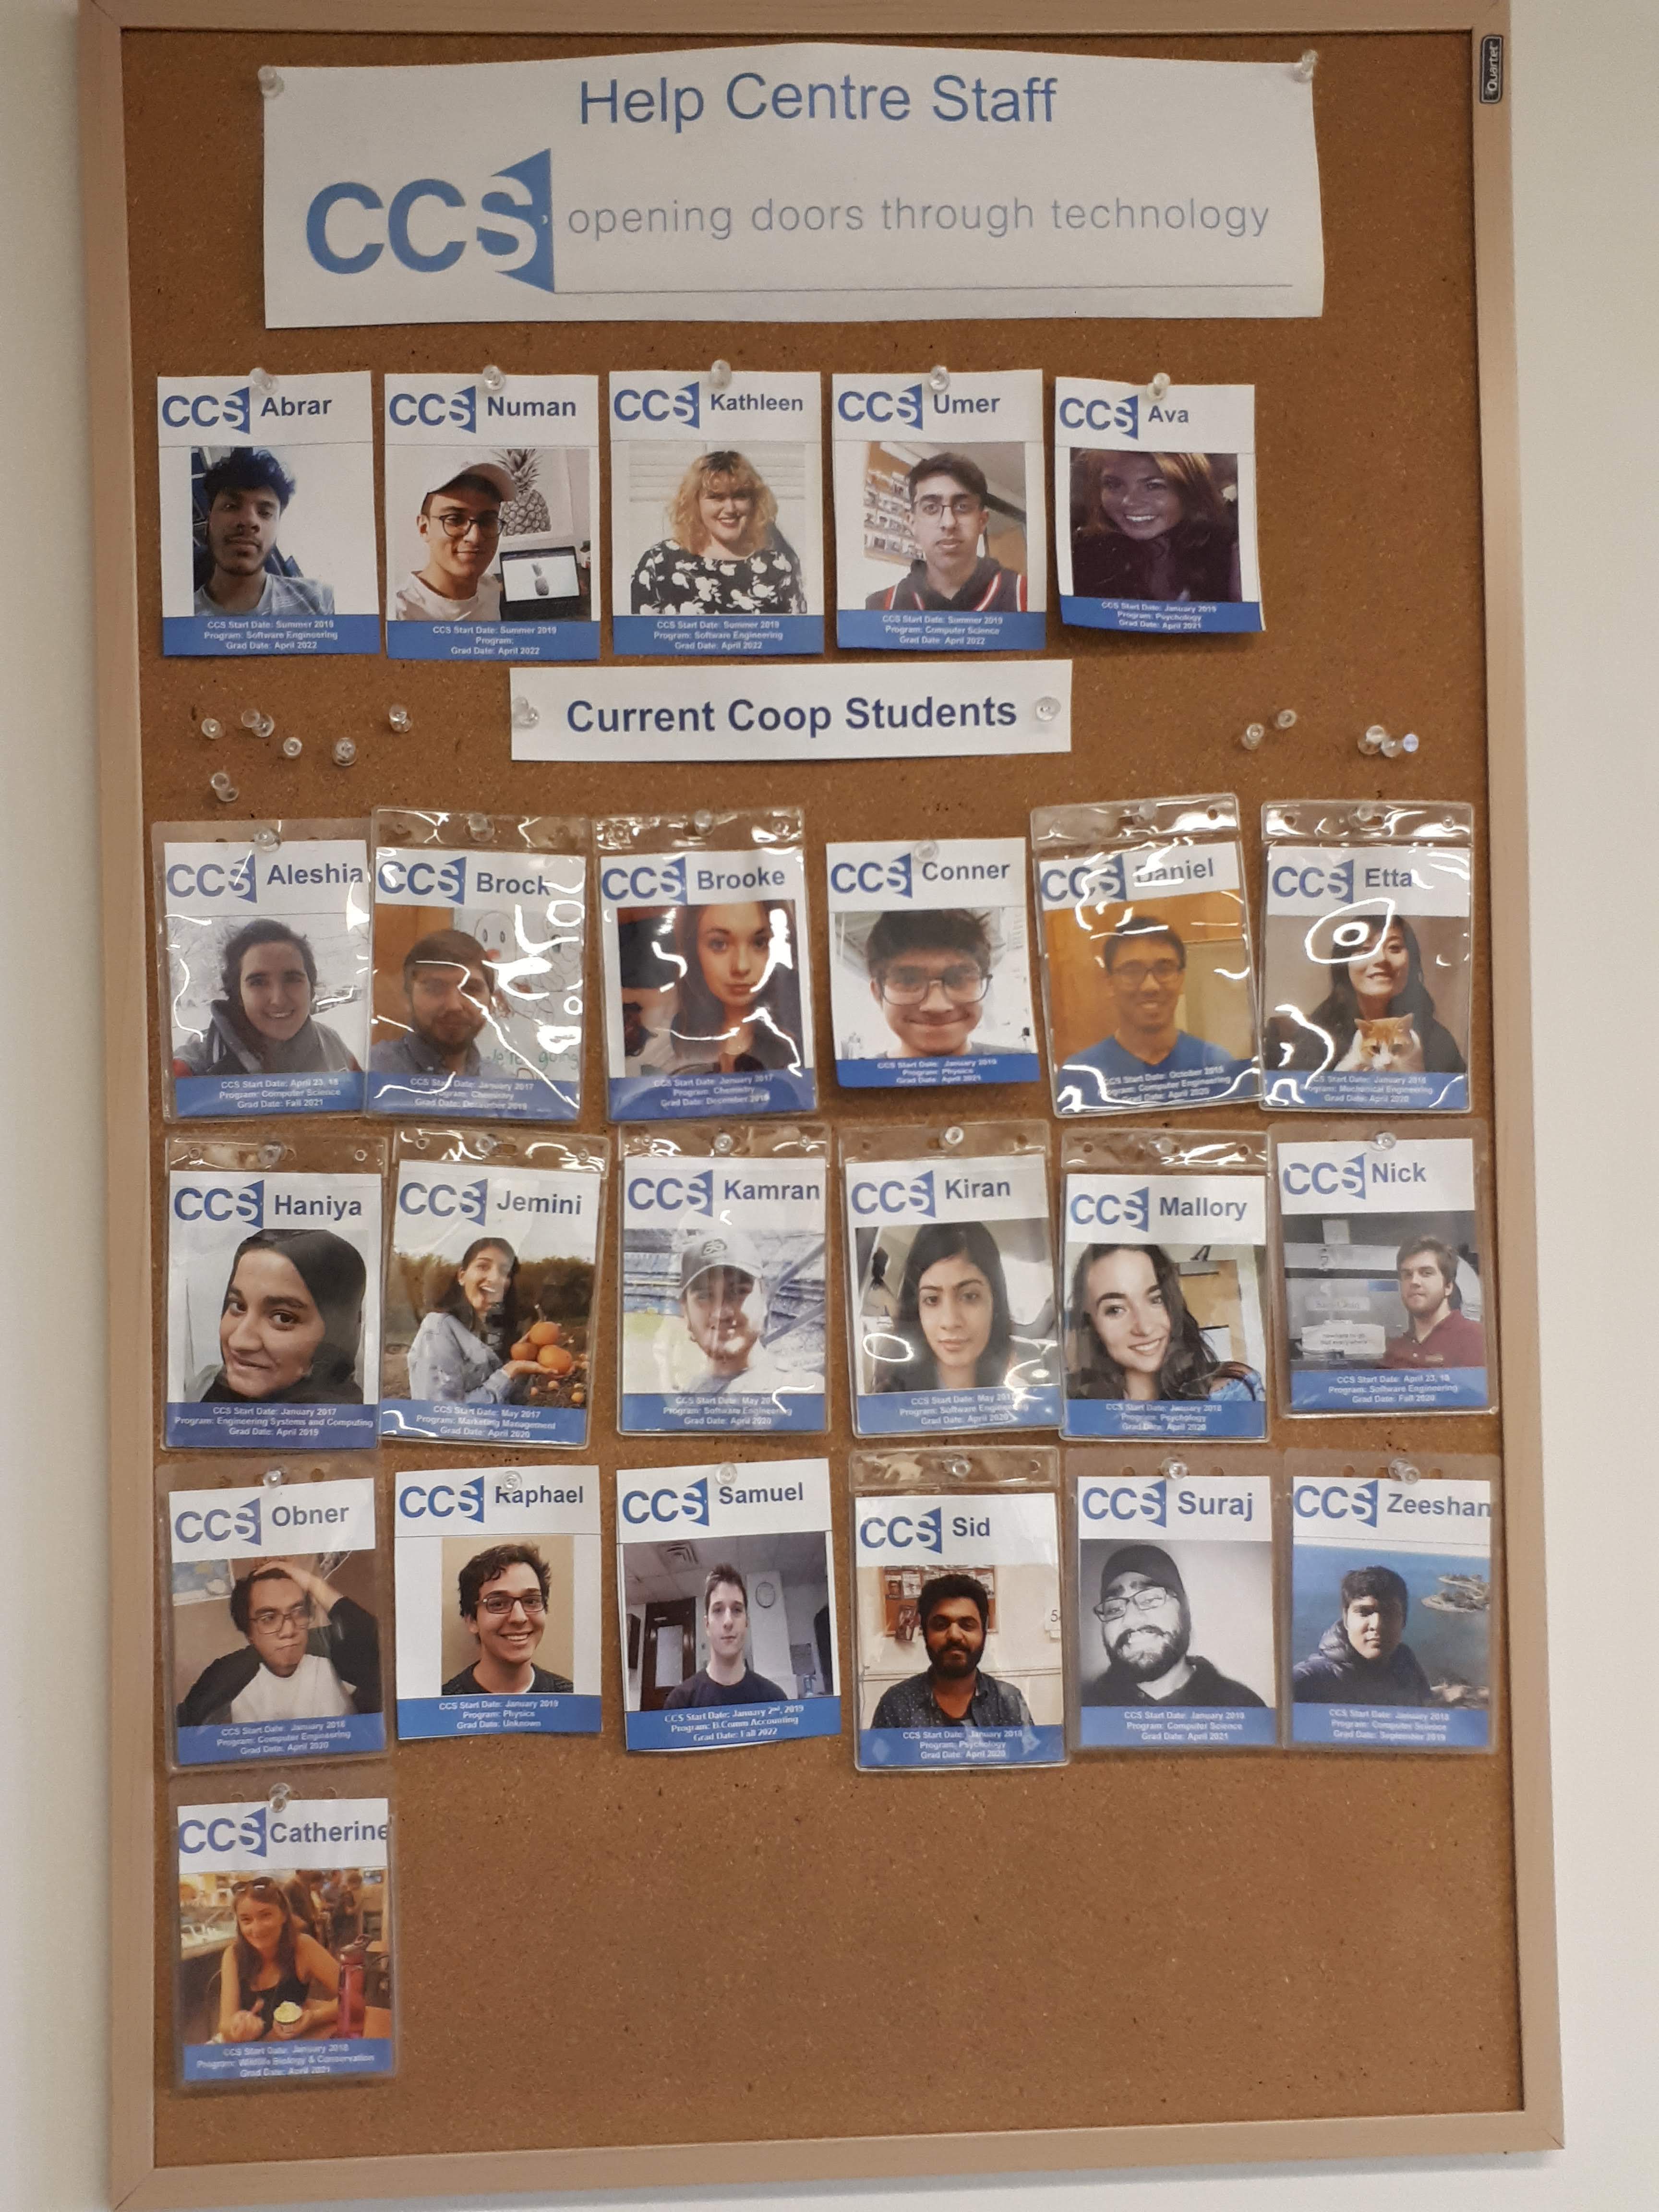 Quartet
Help Centre Staff
CCS opening doors through technology
CCS Abrar
CCS Start Date: Summer 2019
Program: Software Engineering
Grad Date: April 2022
CCS Numan
CCS Start Date: Summer 2019
Program:
Grad Date: April 2022
CCS Kathleen
CCS Start Date: Summer 2019
Program: Software Engineering
Grad Date: April 2022
CCS Umer
CCS Start Date: Summer 2019
Program: Computer Science
Grad Date: April 2022
CCS Ava
CCS Start Date: January 2019
Program: Psychology
Grad Date: April 2021
Current Coop Students
CCS Aleshia
CCS Start Date: April 23, 18
Program: Computer Science
Grad Date: Fall 2021
CCS Brock
CCS Start Date: January 2017
Program: Chemistry
Grad Date: December 2019
CCS Brooke
CCS Start Date: January 2017
Program: Chemistry
Grad Date: December 2018
CCS Conner
CCS Start Date: January 2019
Program: Physics
Grad Date: April 2021
CCS Daniel
CCS Start Date: October 2015
Program: Computer Engineering
Grad Date: April 2020
CCS Etta
CCS Start Date: January 2018
Program: Mechanical Engineering
Grad Date: April 2020
CCS Haniya
CCS Start Date: January 2017
Program: Engineering Systems and Computing
Grad Date: April 2019
CCS Jemini
CCS Start Date: May 2017
Program: Marketing Management
Grad Date: April 2020
CCS Kamran
CCS Start Date: May
Program: Software Engineering
Grad Date: April 2020
CCS Kiran
CCS Start Date: May 2017
Program: Software Engineering
Grad Date: April 2020
CCS Mallory
CCS Start Date: January 2018
Program: Psychology
Grad Date: April 2020
CCS Nick
CCS Start Date: April 23, 18
Program: Software Engineering
Grad Date: Fall 2020
CCS Obner
CCS Start Date: January 2018
Program: Computer Engineering
Grad Date: April 2020
CCS Raphael
CCS Start Date: January 2019
Program: Physics
Grad Date: Unknown
CCS Samuel
CCS Start Date: January 2nd, 2019
Program: B.Comm Accounting
Grad Date: Fall 2022
CCS Sid
CCS Start Date: January 2018
Program: Psychology
Grad Date: April 2020
CCS Suraj
CCS Start Date: January 2019
Program: Computer Science
Grad Date: April 2021
CCS Zeeshan
CCS Start Date: January 2018
Program: Computer Science
Grad Date: September 2019
CCS Catherine
CCS Start Date: January 2018
Program: Wildlife Biology & Conservation
Grad Date: April 2021